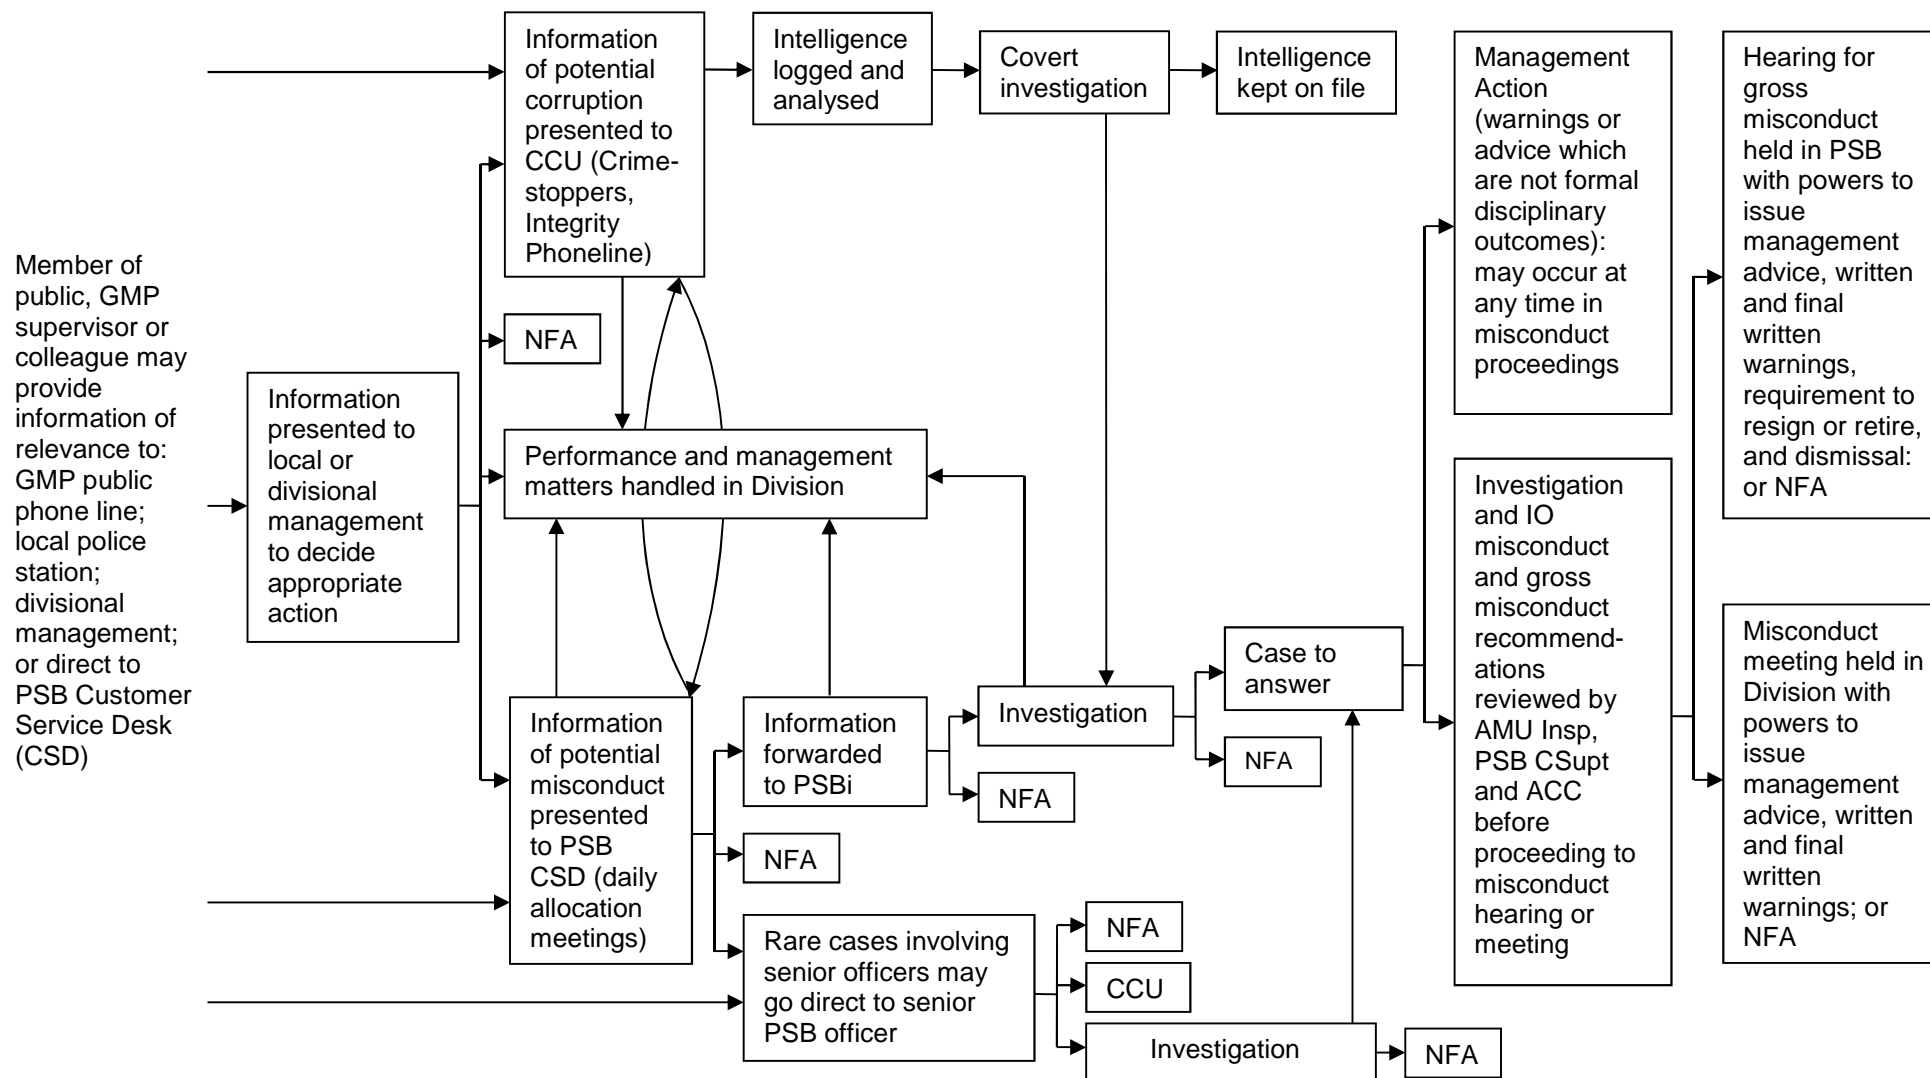 Member of
public, GMP
supervisor or
colleague may
provide
information of
relevance to:
GMP public
phone line;
local police
station;
divisional
management;
or direct to
PSB Customer
Service Desk
(CSD)
Information
presented to
local or
divisional
management
to decide
appropriate
action
Information
of potential
corruption
presented to
CCU (Crime-
stoppers,
Integrity
Phoneline)
NFA
Performance and management
matters handled in Division
Information
of potential
misconduct
presented
to PSB
CSD (daily
allocation
meetings)
Intelligence
logged and
analysed
Covert
investigation
Intelligence
kept on file
Information
forwarded
to PSBi
NFA
Rare cases involving
senior officers may
go direct to senior
PSB officer
Investigation
NFA
NFA
CCU
Investigation
NFA
Case to
answer
NFA
Management
Action
(warnings or
advice which
are not formal
disciplinary
outcomes):
may occur at
any time in
misconduct
proceedings
Investigation
and IO
misconduct
and gross
misconduct
recommend-
ations
reviewed by
AMU Insp,
PSB CSupt
and ACC
before
proceeding to
misconduct
hearing or
meeting
Hearing for
gross
misconduct
held in PSB
with powers to
issue
management
advice, written
and final
written
warnings,
requirement to
resign or retire,
and dismissal:
or NFA
Misconduct
meeting held in
Division with
powers to
issue
management
advice, written
and final
written
warnings; or
NFA